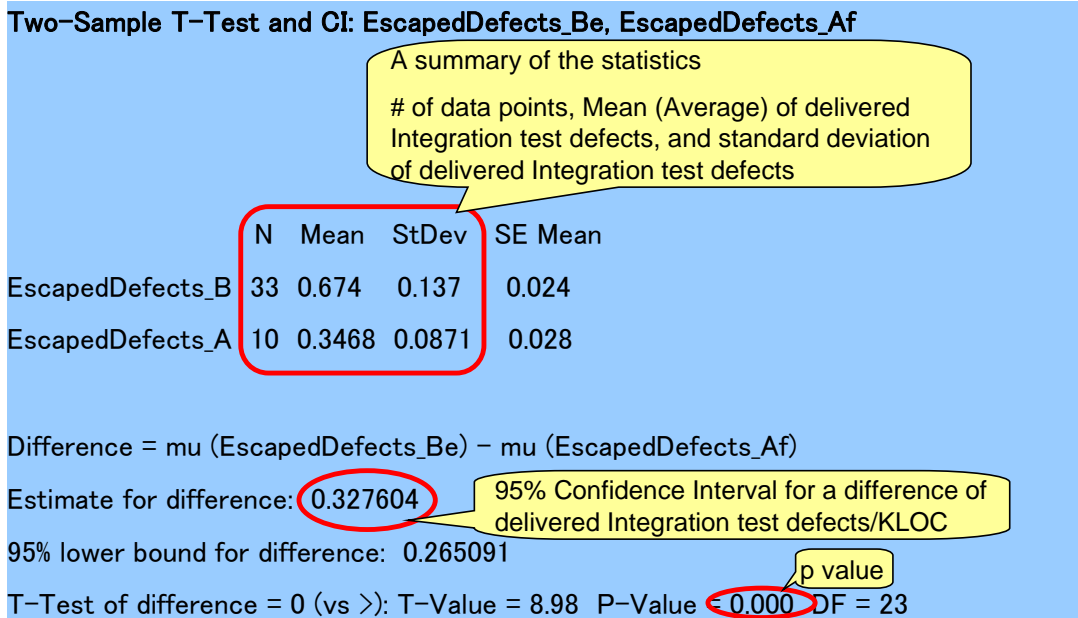 Two-Sample T-Test and CI: EscapedDefects_Be, EscapedDefects_Af
A summary of the statistics
# of data points, Mean (Average) of delivered
Integration test defects, and standard deviation
of delivered Integration test defects
N Mean StDev SE Mean
EscapedDefects_B 33 0.674 0.137 0.024
EscapedDefects_A 10 0.3468 0.0871 0.028
Difference = mu (EscapedDefects_Be) - mu (EscapedDefects_Af)
Estimate for difference: 0.327604
95% Confidence Interval for a difference of
delivered Integration test defects/KLOC
95% lower bound for difference: 0.265091
p value
T-Test of difference = 0 (vs >): T-Value = 8.98 P-Value = 0.000 DF = 23